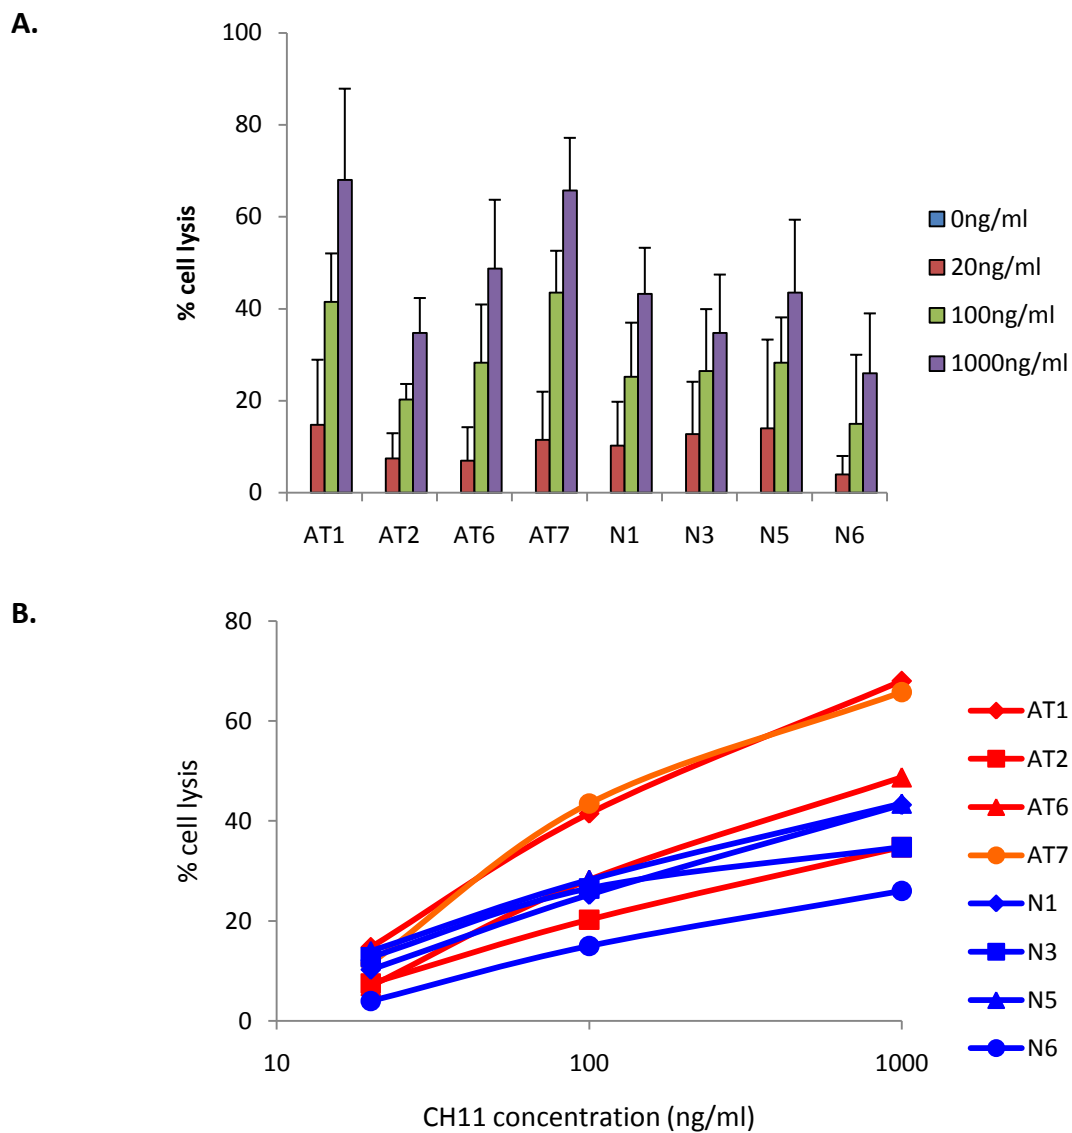 A.
100
80
60
40
20
0
% cell lysis
AT1 AT2 AT6 AT7 N1 N3 N5 N6
0ng/ml
20ng/ml
100ng/ml
1000ng/ml
B.
80
60
40
20
0
% cell lysis
10 100 1000
CH11 concentration (ng/ml)
AT1
AT2
AT6
AT7
N1
N3
N5
N6